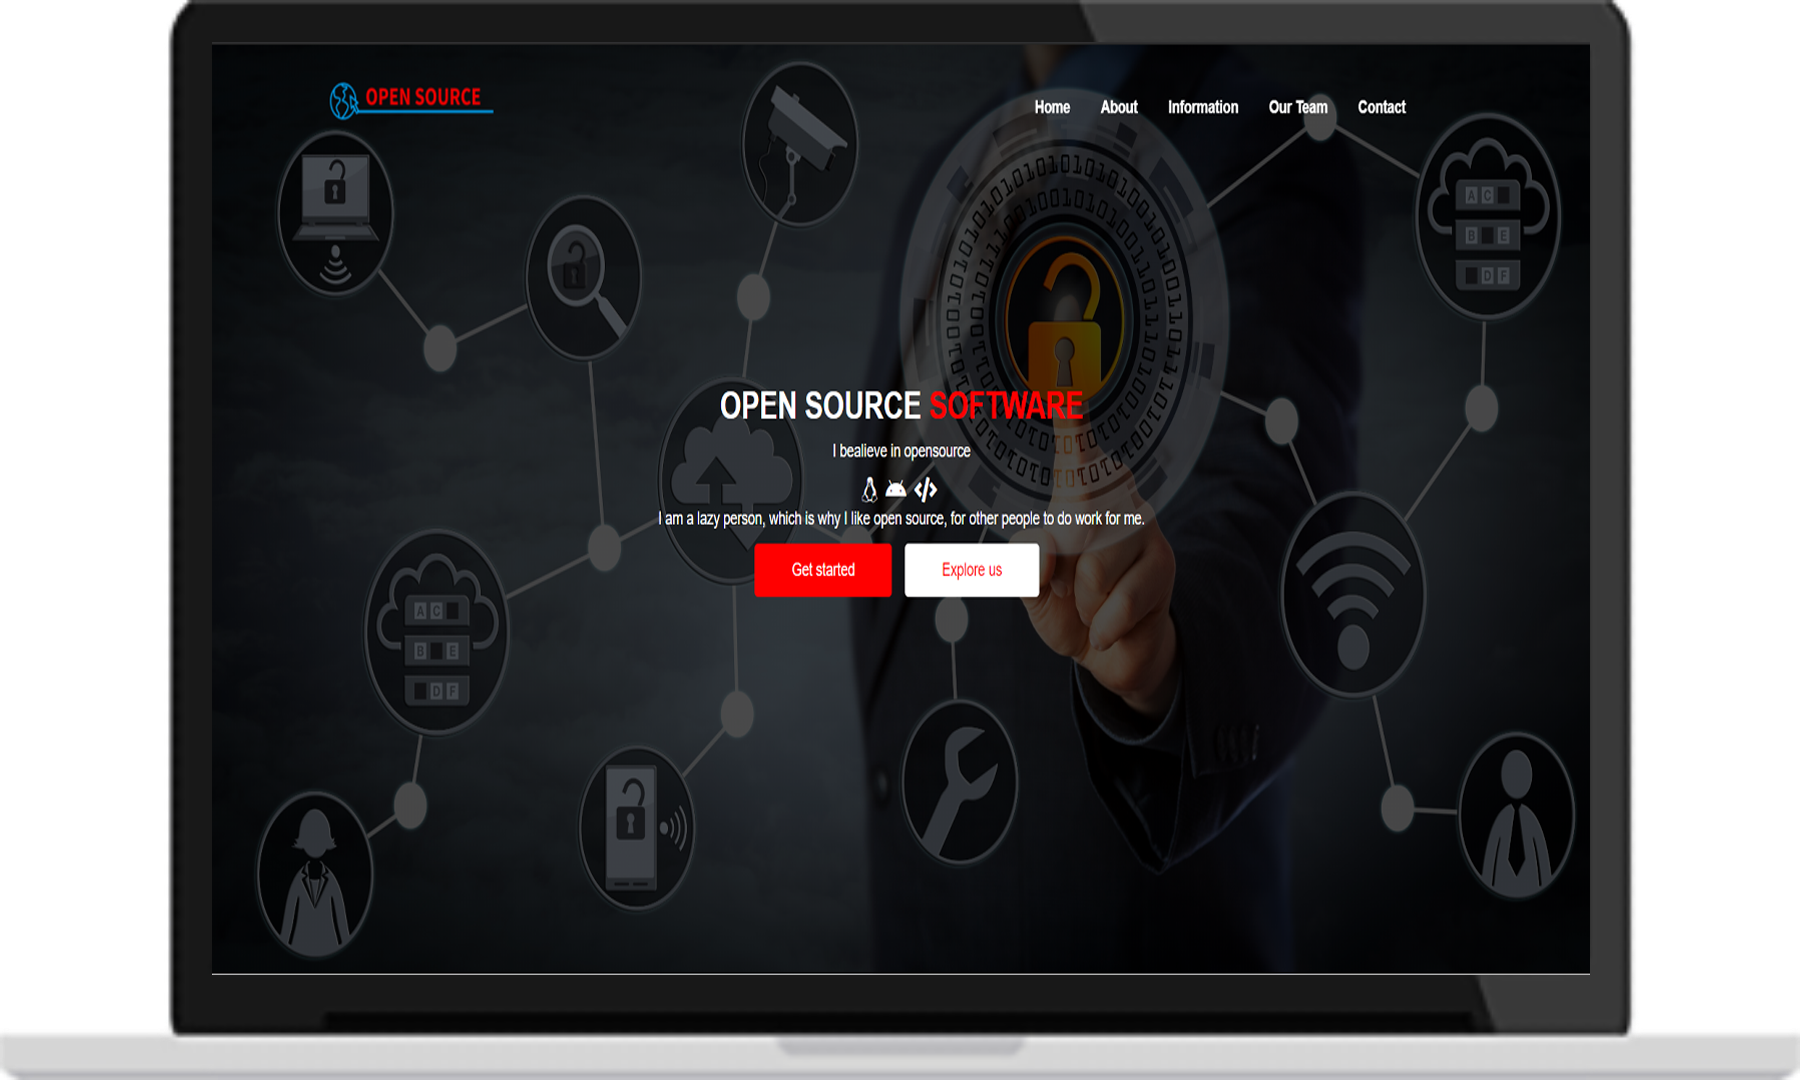 OPEN SOURCE
Home About Information Our Team Contact
A C
B E
D F
OPEN SOURCE SOFTWARE
I bealieve in opensource
I am a lazy person, which is why I like open source, for other people to do work for me.
Get started Explore us
A C
B E
D F